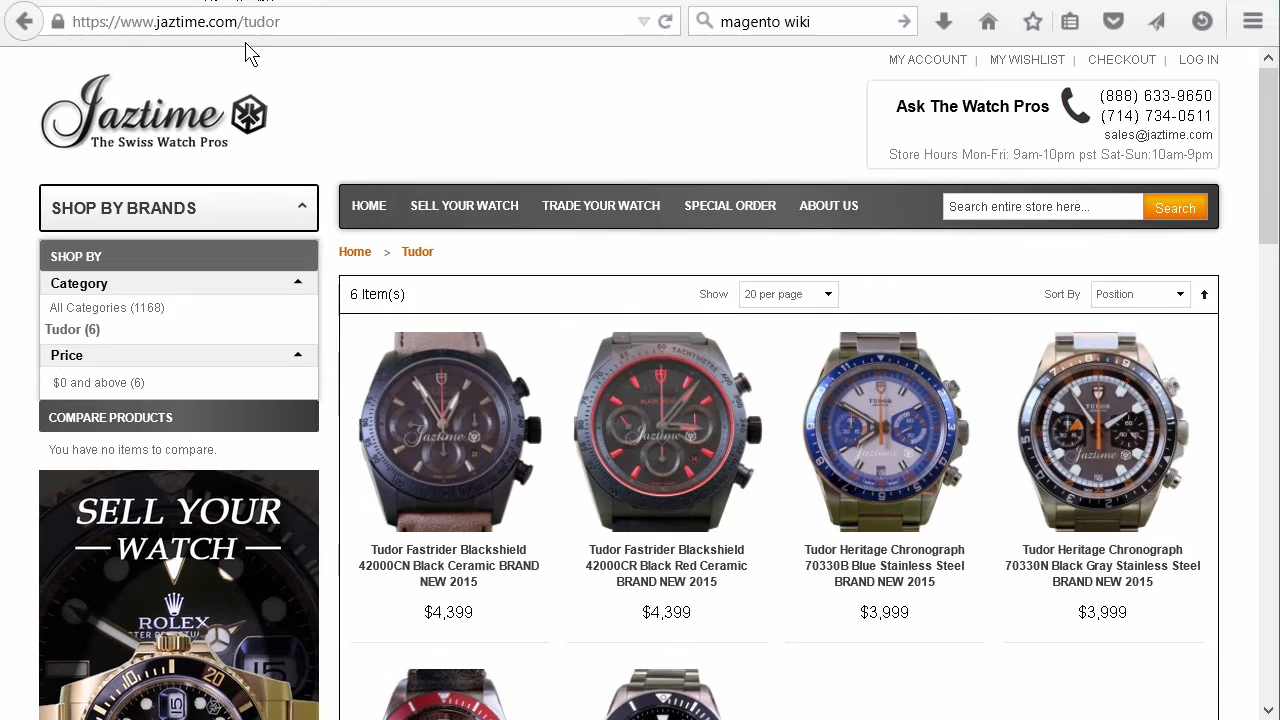 https://www.jaztime.com/tudor
magento wiki
MY ACCOUNT | MY WISHLIST | CHECKOUT | LOG IN
Jaztime
The Swiss Watch Pros
Ask The Watch Pros
(888) 633-9650
(714) 734-0511
sales@jaztime.com
Store Hours Mon-Fri: 9am-10pm pst Sat-Sun:10am-9pm
SHOP BY BRANDS
HOME SELL YOUR WATCH TRADE YOUR WATCH SPECIAL ORDER ABOUT US
Search entire store here... Search
Home > Tudor
SHOP BY
Category
All Categories (1168)
Tudor (6)
Price
$0 and above (6)
COMPARE PRODUCTS
You have no items to compare.
SELL YOUR
WATCH
ROLEX
6 Item(s) Show 20 per page Sort By Position
Jaztime
Jaztime
Jaztime
Jaztime
Tudor Fastrider Blackshield
42000CN Black Ceramic BRAND
NEW 2015
$4,399
Tudor Fastrider Blackshield
42000CR Black Red Ceramic
BRAND NEW 2015
$4,399
Tudor Heritage Chronograph
70330B Blue Stainless Steel
BRAND NEW 2015
$3,999
Tudor Heritage Chronograph
70330N Black Gray Stainless Steel
BRAND NEW 2015
$3,999